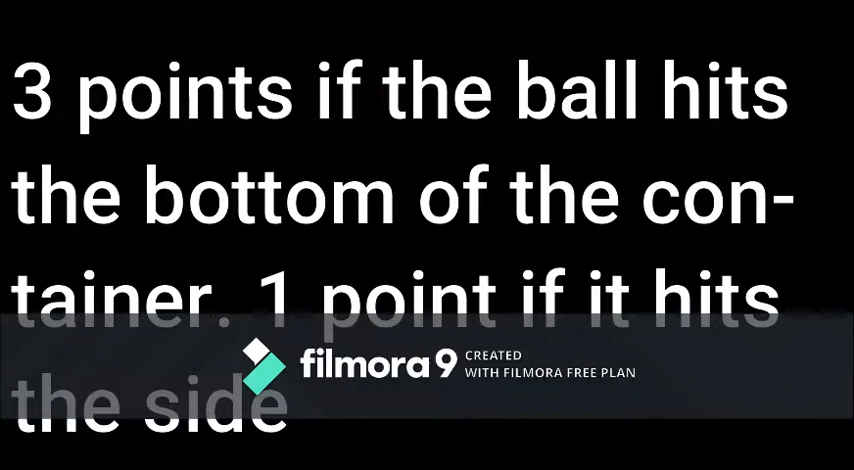 3 points if the ball hits
the bottom of the con-
tainer. 1 point if it hits
filmora 9 CREATED
WITH FILMORA FREE PLAN
the side